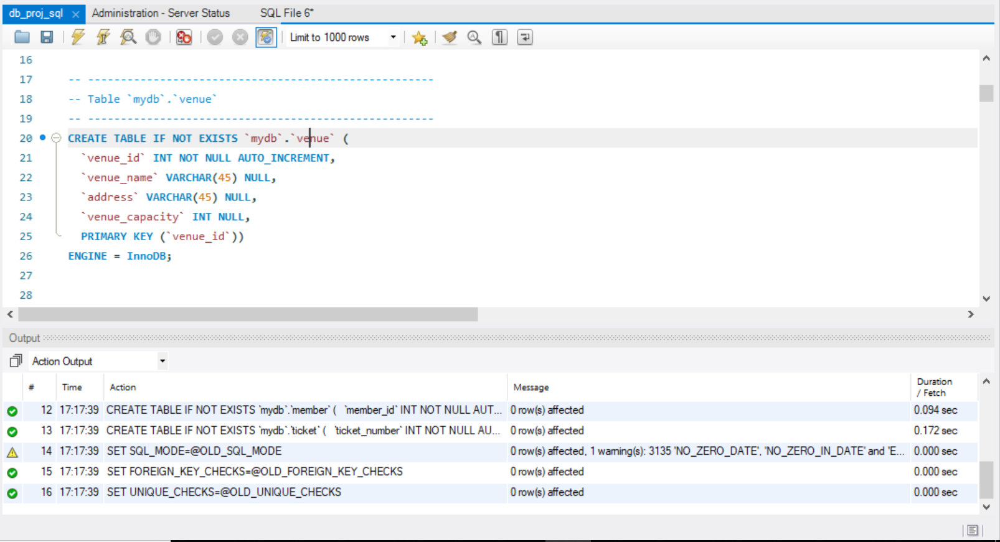 db_proj_sql Administration - Server Status SQL File 6*
Limit to 1000 rows
16
17 -- -----------------------------------------------------
18 -- Table `mydb`.`venue`
19 -- -----------------------------------------------------
20 CREATE TABLE IF NOT EXISTS `mydb`.`venue` (
21 `venue_id` INT NOT NULL AUTO_INCREMENT,
22 `venue_name` VARCHAR(45) NULL,
23 `address` VARCHAR(45) NULL,
24 `venue_capacity` INT NULL,
25 PRIMARY KEY (`venue_id`))
26 ENGINE = InnoDB;
27
28
Output
Action Output
# Time Action Message Duration / Fetch
12 17:17:39 CREATE TABLE IF NOT EXISTS `mydb`.`member` ( `member_id` INT NOT NULL AUT... 0 row(s) affected 0.094 sec
13 17:17:39 CREATE TABLE IF NOT EXISTS `mydb`.`ticket` ( `ticket_number` INT NOT NULL AU... 0 row(s) affected 0.172 sec
14 17:17:39 SET SQL_MODE=@OLD_SQL_MODE 0 row(s) affected, 1 warning(s): 3135 'NO_ZERO_DATE', 'NO_ZERO_IN_DATE' and 'E... 0.000 sec
15 17:17:39 SET FOREIGN_KEY_CHECKS=@OLD_FOREIGN_KEY_CHECKS 0 row(s) affected 0.000 sec
16 17:17:39 SET UNIQUE_CHECKS=@OLD_UNIQUE_CHECKS 0 row(s) affected 0.000 sec